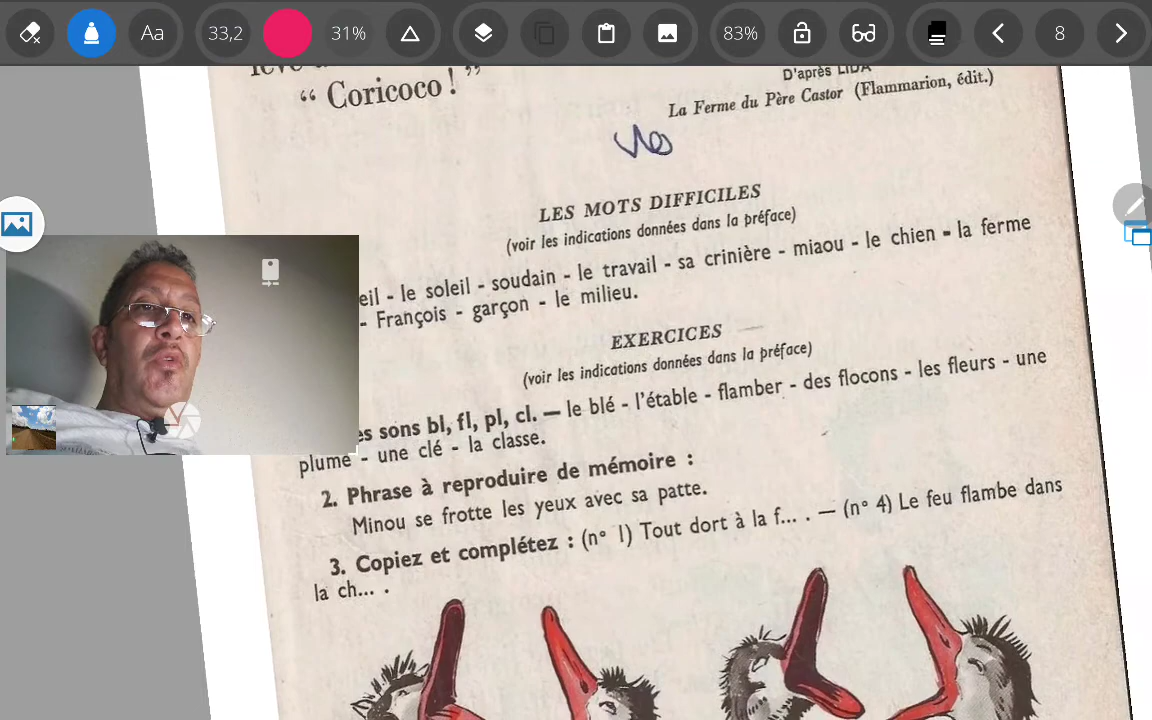 Aa 33,2 31% 83% 8
“ Coricoco ! ”
D'après LIDA
La Ferme du Père Castor (Flammarion, édit.)
LES MOTS DIFFICILES
(voir les indications données dans la préface)
eil - le soleil - soudain - le travail - sa crinière - miaou - le chien - la ferme
- François - garçon - le milieu.
EXERCICES
(voir les indications données dans la préface)
es sons bl, fl, pl, cl. — le blé - l'étable - flamber - des flocons - les fleurs - une
plume - une clé - la classe.
2. Phrase à reproduire de mémoire :
Minou se frotte les yeux avec sa patte.
3. Copiez et complétez : (n° 1) Tout dort à la f... . — (n° 4) Le feu flambe dans
la ch... .